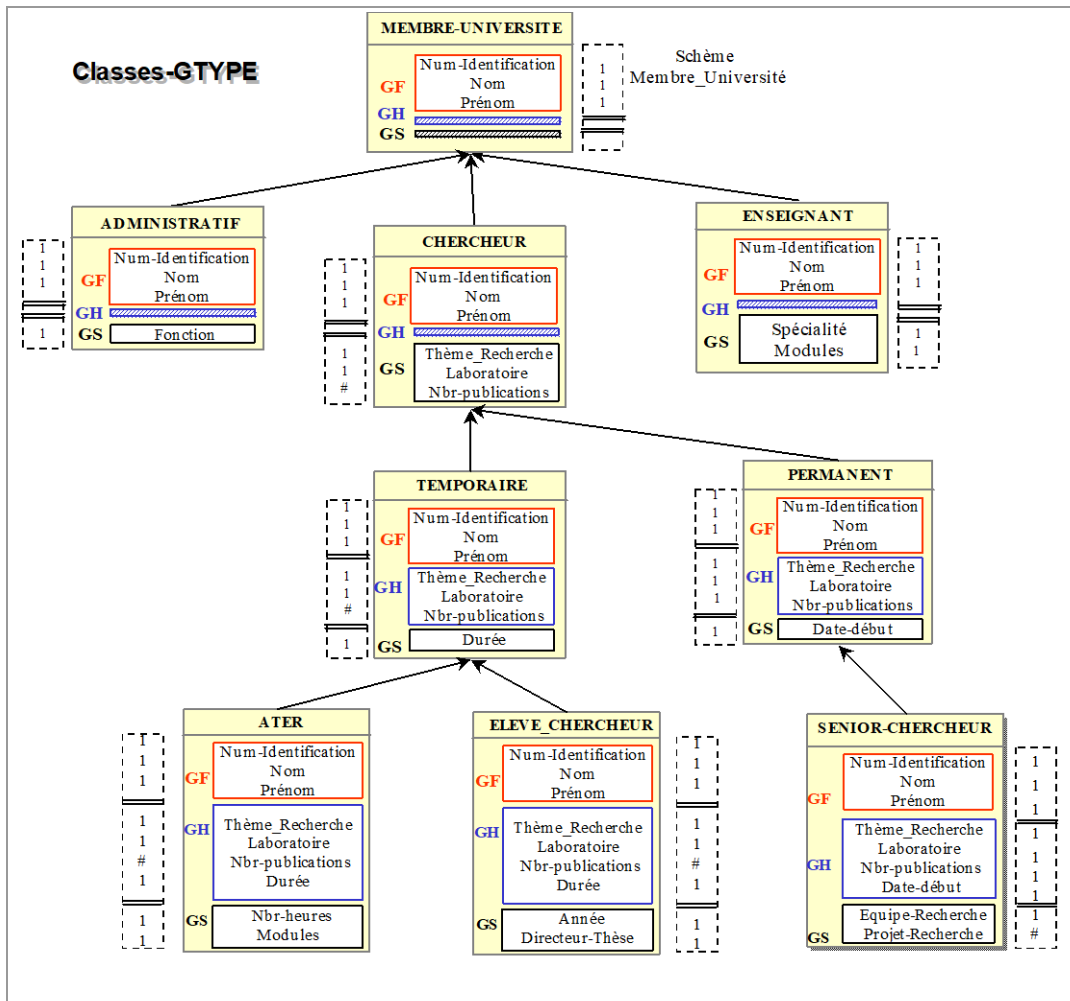 Classes-GTYPE
MEMBRE-UNIVERSITE
GF
Num-Identification
Nom
Prénom
GH
GS
1
1
1
Schème
Membre_Université
ADMINISTRATIF
1
1
1
1
GF
Num-Identification
Nom
Prénom
GH
GS
Fonction
CHERCHEUR
1
1
1
1
1
#
GF
Num-Identification
Nom
Prénom
GH
GS
Thème_Recherche
Laboratoire
Nbr-publications
ENSEIGNANT
GF
Num-Identification
Nom
Prénom
GH
GS
Spécialité
Modules
1
1
1
1
1
TEMPORAIRE
1
1
1
1
1
#
1
GF
Num-Identification
Nom
Prénom
GH
Thème_Recherche
Laboratoire
Nbr-publications
GS
Durée
PERMANENT
1
1
1
1
1
1
1
GF
Num-Identification
Nom
Prénom
GH
Thème_Recherche
Laboratoire
Nbr-publications
GS
Date-début
ATER
1
1
1
1
1
#
1
1
1
GF
Num-Identification
Nom
Prénom
GH
Thème_Recherche
Laboratoire
Nbr-publications
Durée
GS
Nbr-heures
Modules
ELEVE_CHERCHEUR
GF
Num-Identification
Nom
Prénom
GH
Thème_Recherche
Laboratoire
Nbr-publications
Durée
GS
Année
Directeur-Thèse
1
1
1
1
1
#
1
1
1
SENIOR-CHERCHEUR
GF
Num-Identification
Nom
Prénom
GH
Thème_Recherche
Laboratoire
Nbr-publications
Date-début
GS
Equipe-Recherche
Projet-Recherche
1
1
1
1
1
1
1
1
#